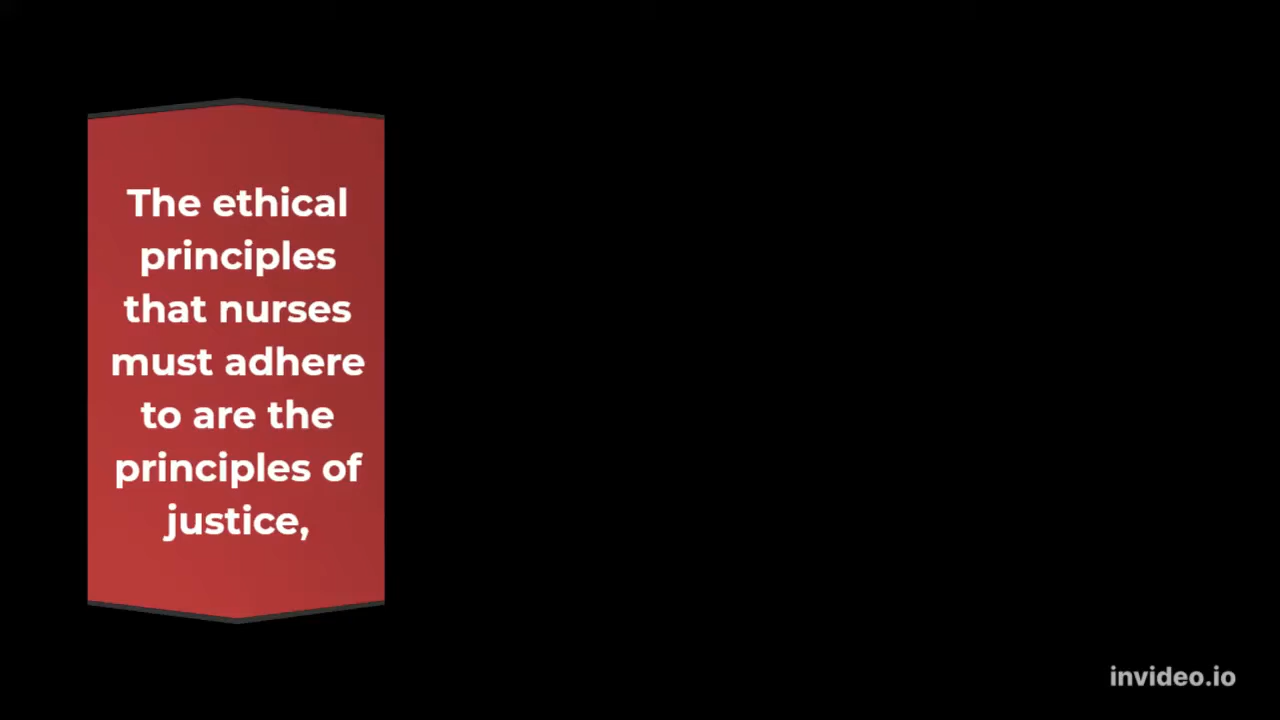 The ethical
principles
that nurses
must adhere
to are the
principles of
justice,
invideo.io